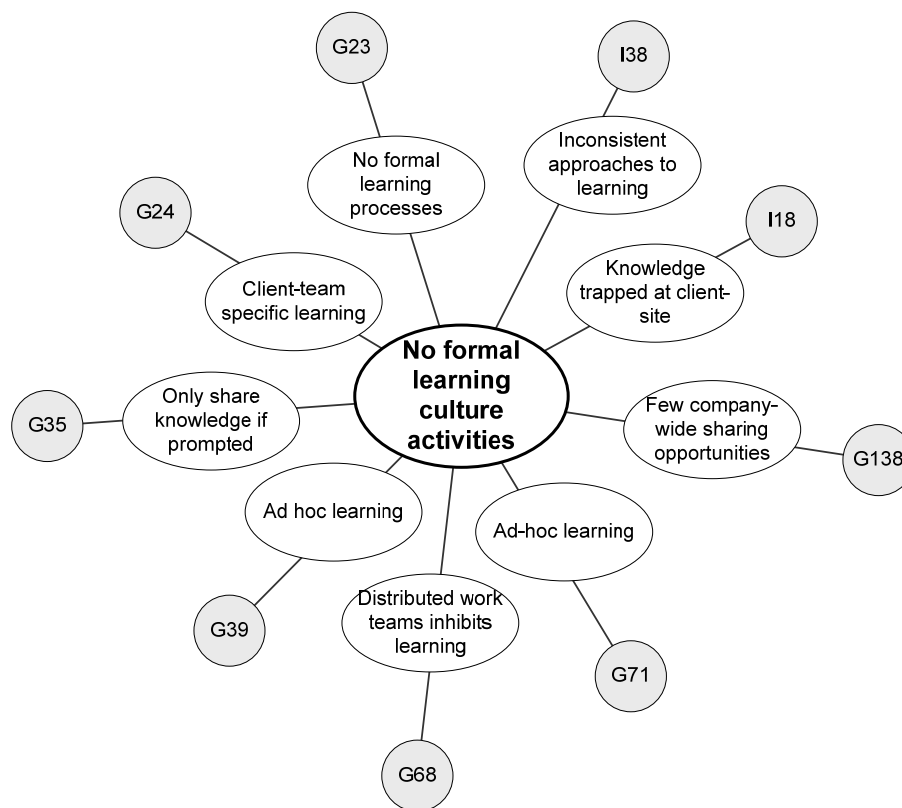 G23
I38
No formal
learning
processes
Inconsistent
approaches to
learning
G24
I18
Client-team
specific learning
Knowledge
trapped at client-
site
No formal
learning
culture
activities
G35
Only share
knowledge if
prompted
Few company-
wide sharing
opportunities
G138
Ad hoc learning
Ad-hoc learning
G39
Distributed work
teams inhibits
learning
G71
G68